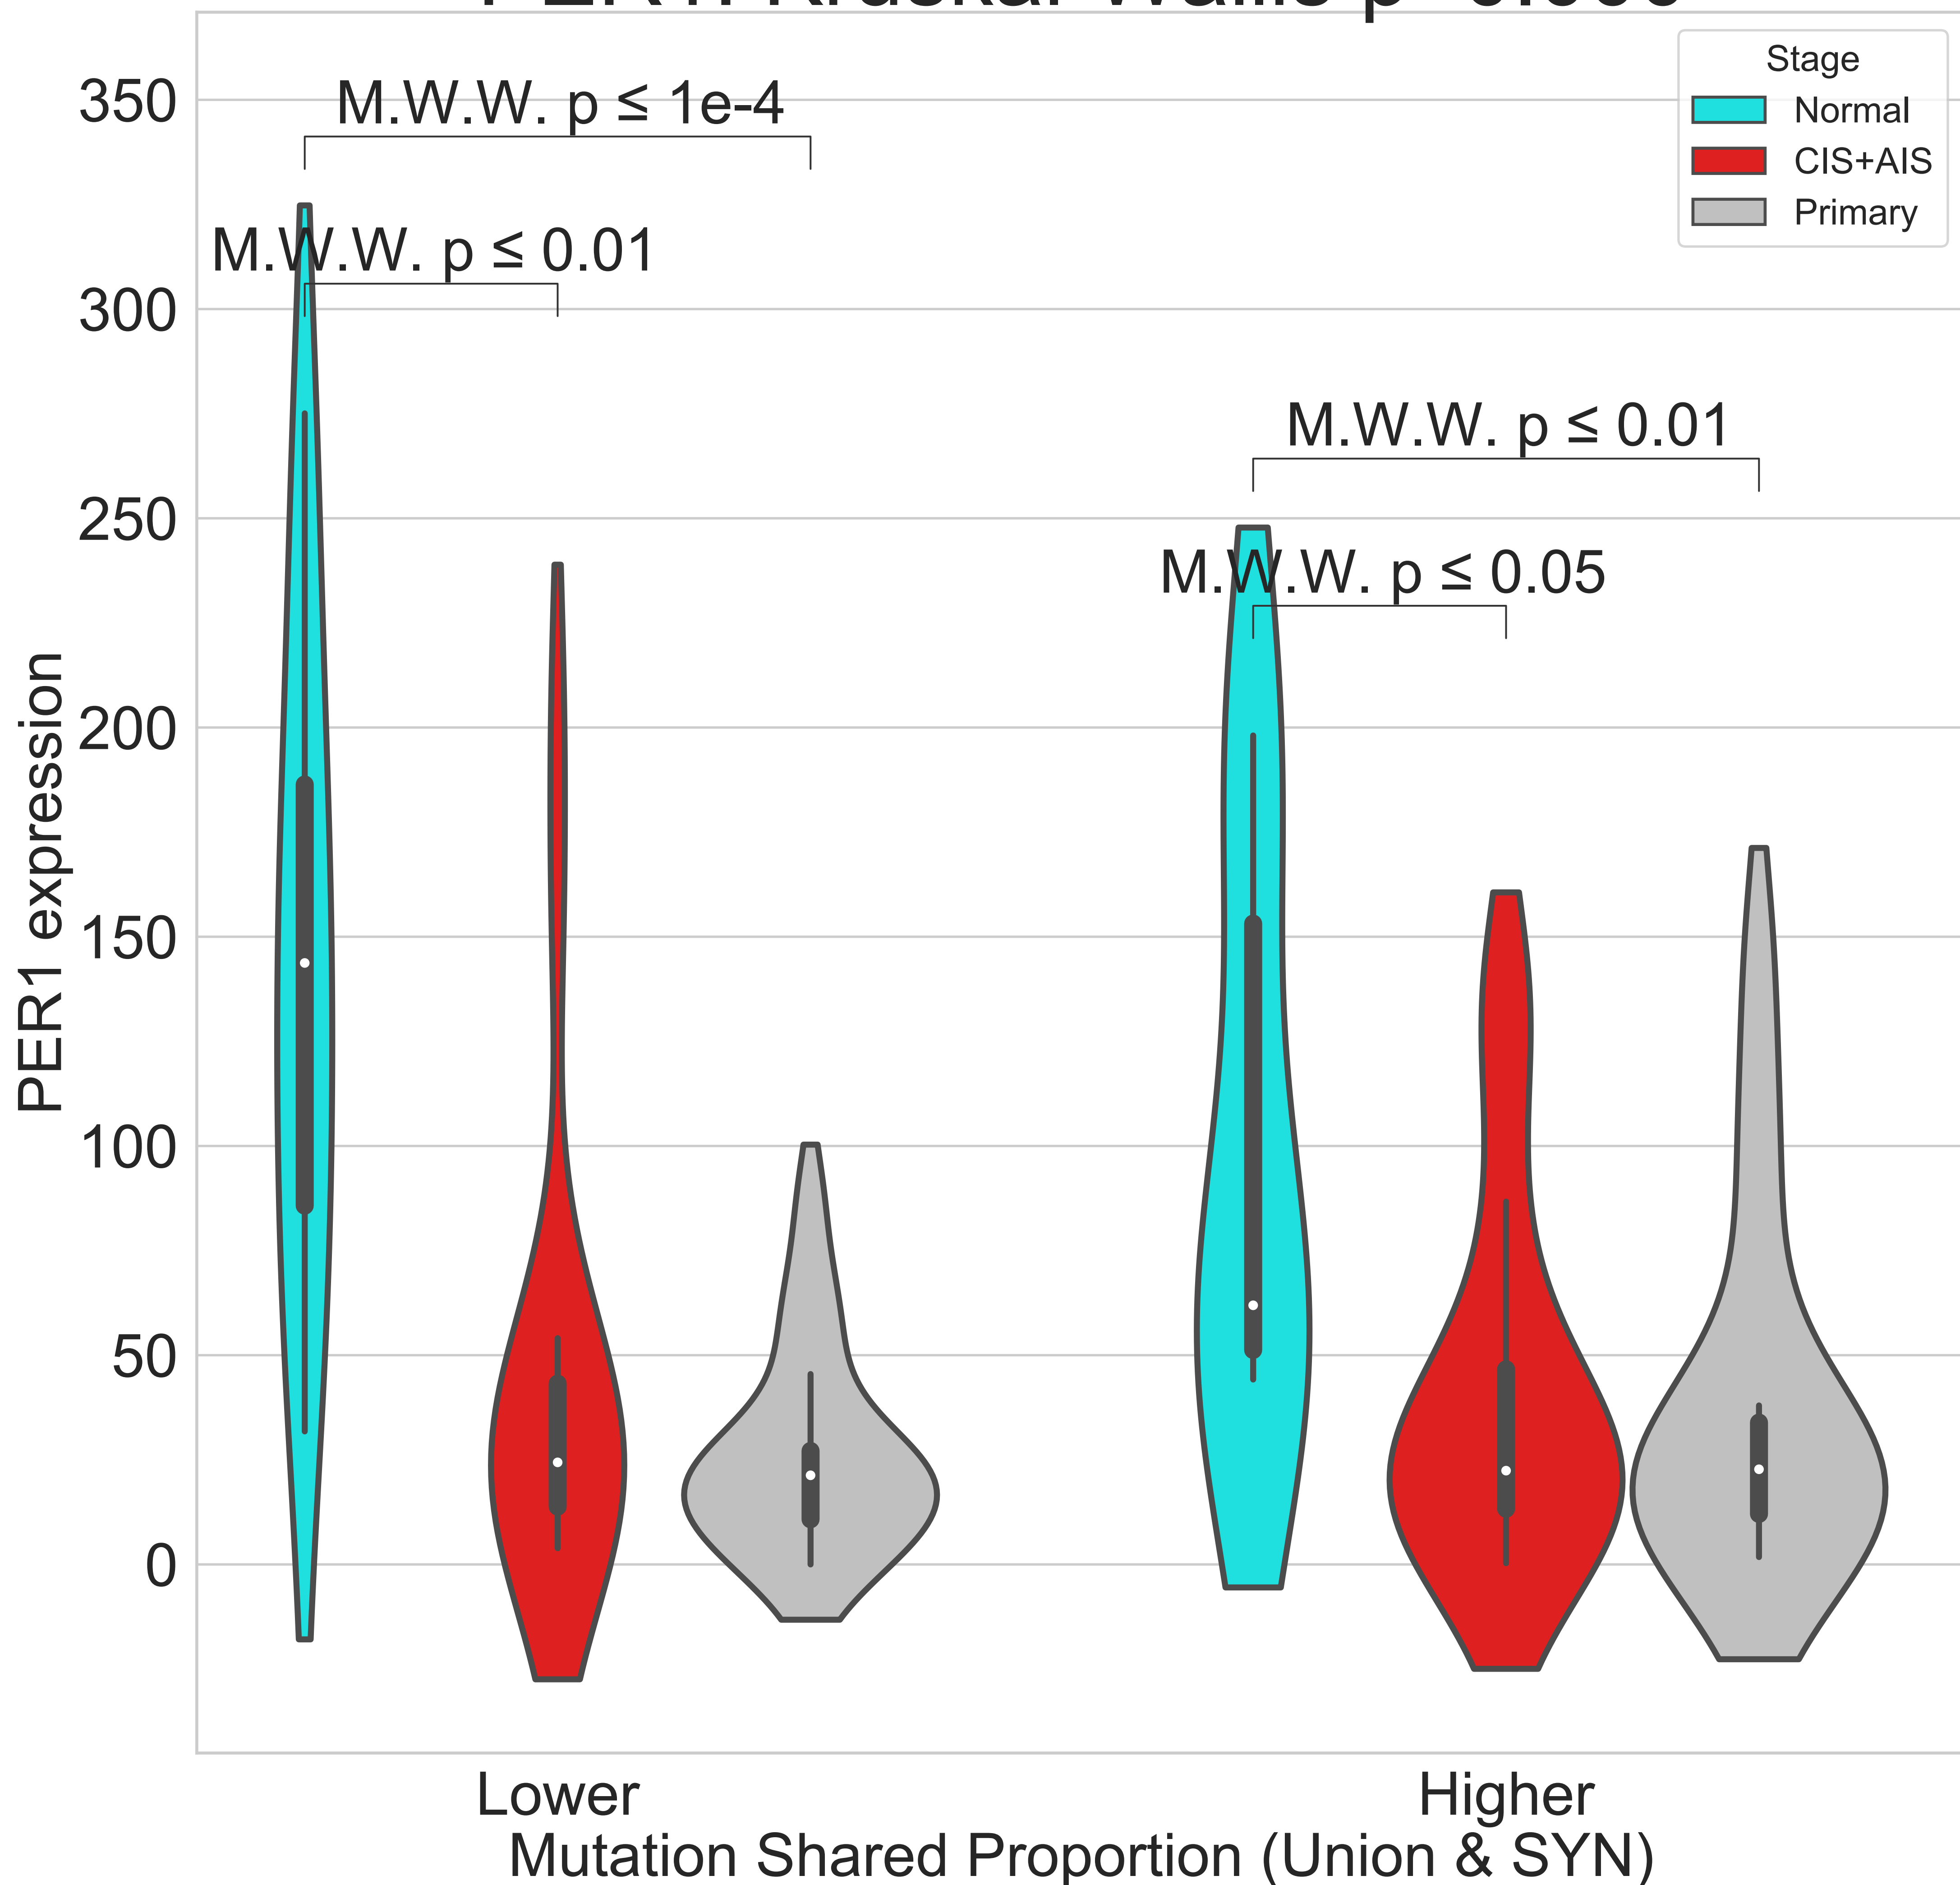 350
300
250
200
150
100
50
0
PER1 expression
M.W.W. p ≤ 1e-4
M.W.W. p ≤ 0.01
M.W.W. p ≤ 0.01
M.W.W. p ≤ 0.05
Stage
Normal
CIS+AIS
Primary
Lower
Higher
Mutation Shared Proportion (Union & SYN)